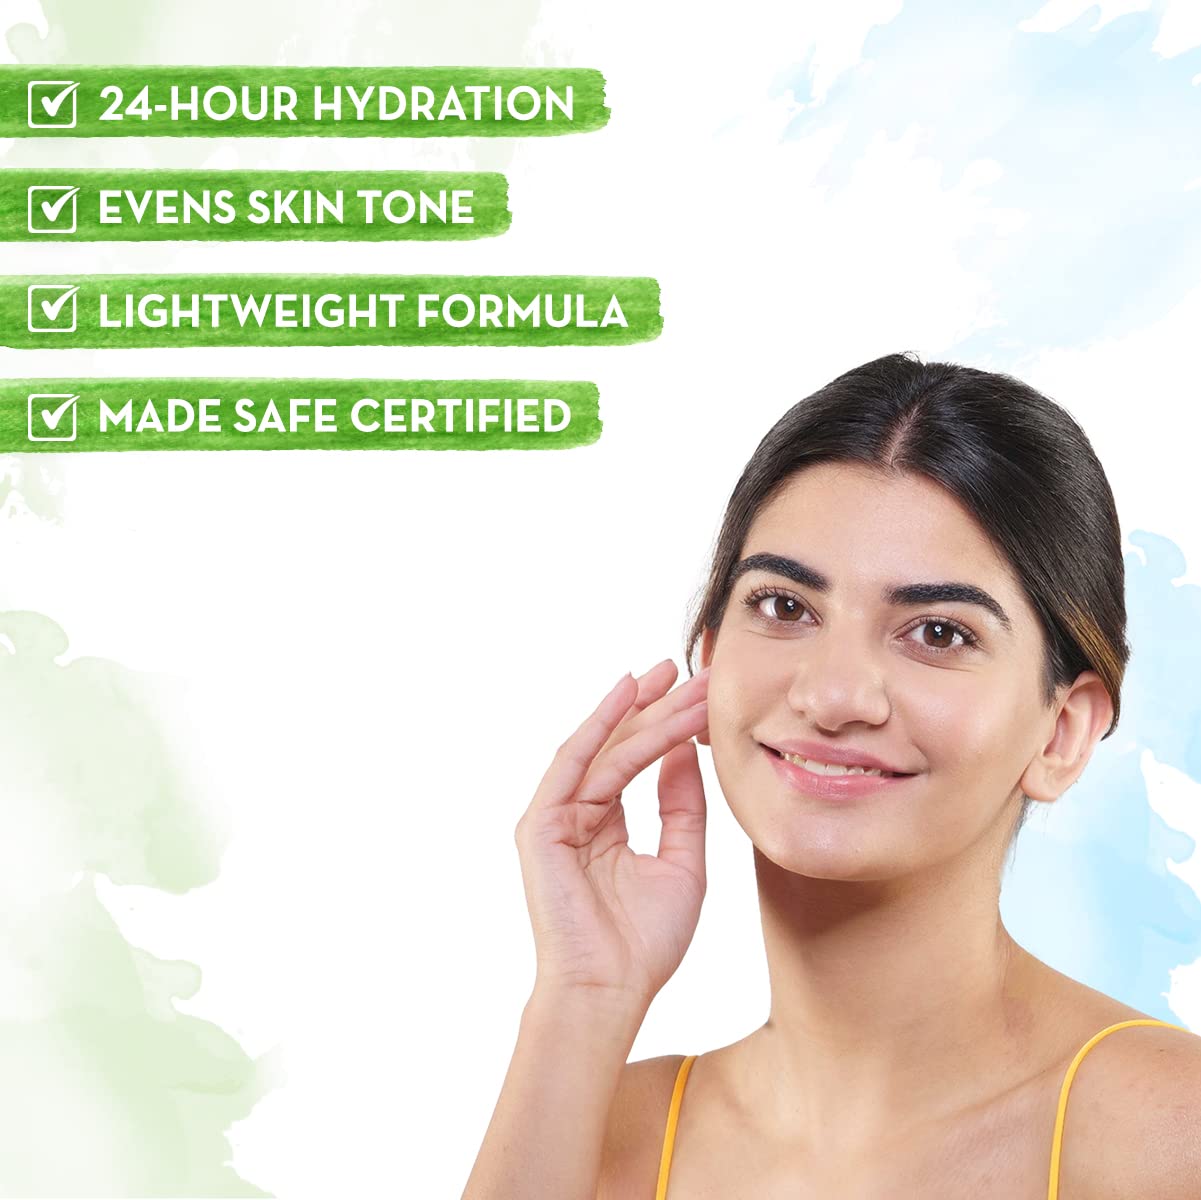 24-HOUR HYDRATION
EVENS SKIN TONE
LIGHTWEIGHT FORMULA
MADE SAFE CERTIFIED